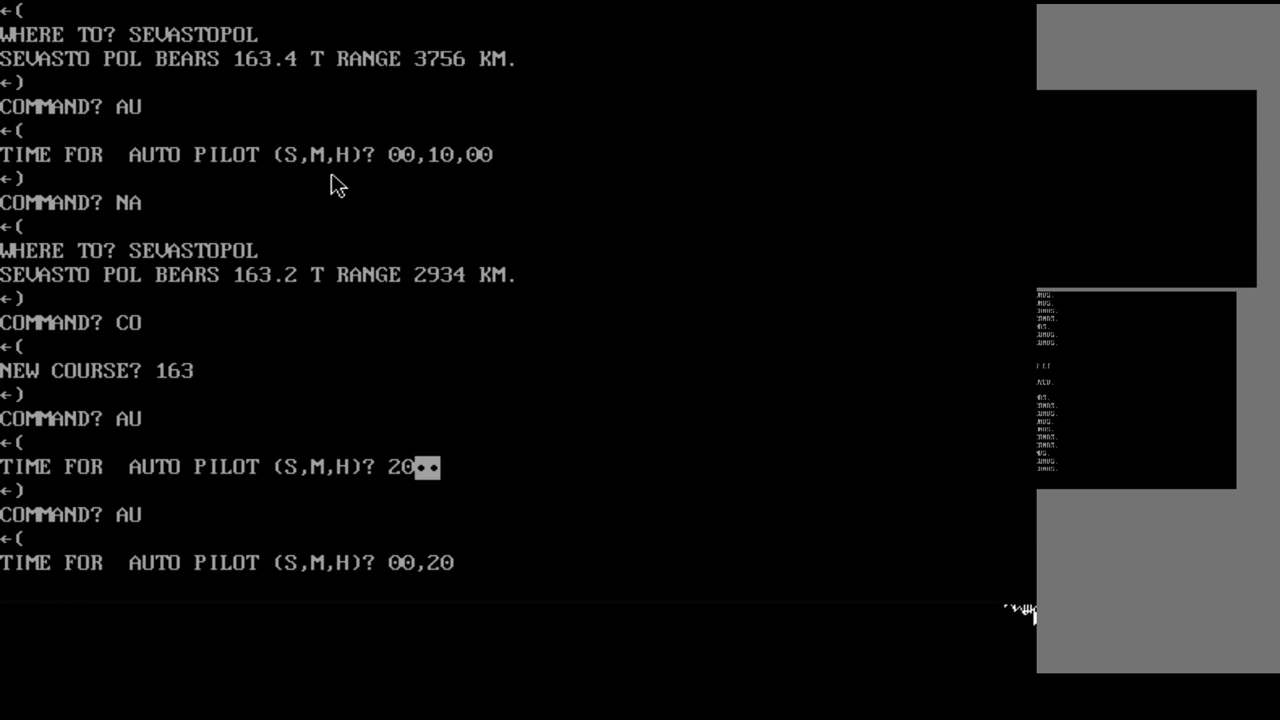 ←(
WHERE TO? SEVASTOPOL
SEVASTO POL BEARS 163.4 T RANGE 3756 KM.
←)
COMMAND? AU
←(
TIME FOR  AUTO PILOT (S,M,H)? 00,10,00
←)
COMMAND? NA
←(
WHERE TO? SEVASTOPOL
SEVASTO POL BEARS 163.2 T RANGE 2934 KM.
←)
COMMAND? CO
←(
NEW COURSE? 163
←)
COMMAND? AU
←(
TIME FOR  AUTO PILOT (S,M,H)? 20••
←)
COMMAND? AU
←(
TIME FOR  AUTO PILOT (S,M,H)? 00,20